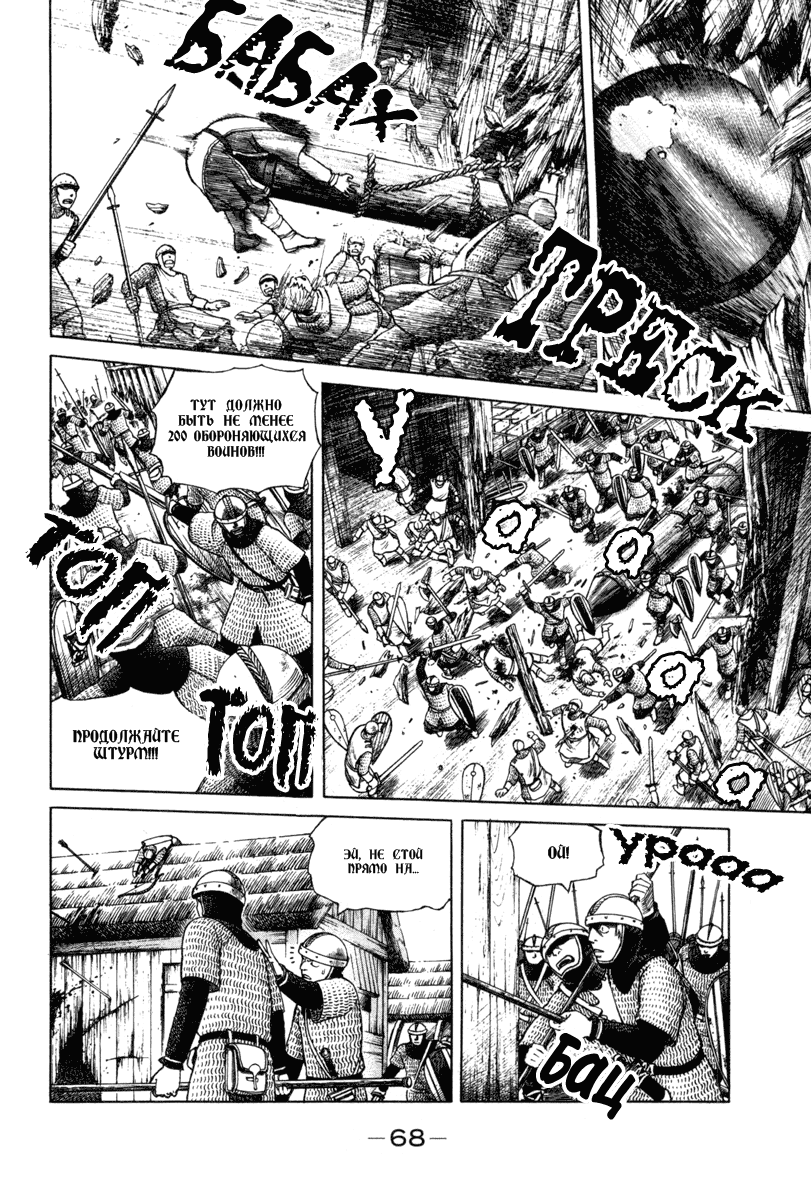 ТРЕСК
БАБАХ
У
а
а
а
а
ТУТ ДОЛЖНО
БЫТЬ НЕ МЕНЕЕ
200 ОБОРОНЯЮЩИХСЯ
ВОИНОВ!!!
ТОП
ТОП
ПРОДОЛЖАЙТЕ
ШТУРМ!!!!
ОЙ!
ураааа
БАЦ
ЭЙ, НЕ СТОЙ
ПРЯМО НА...
—68—